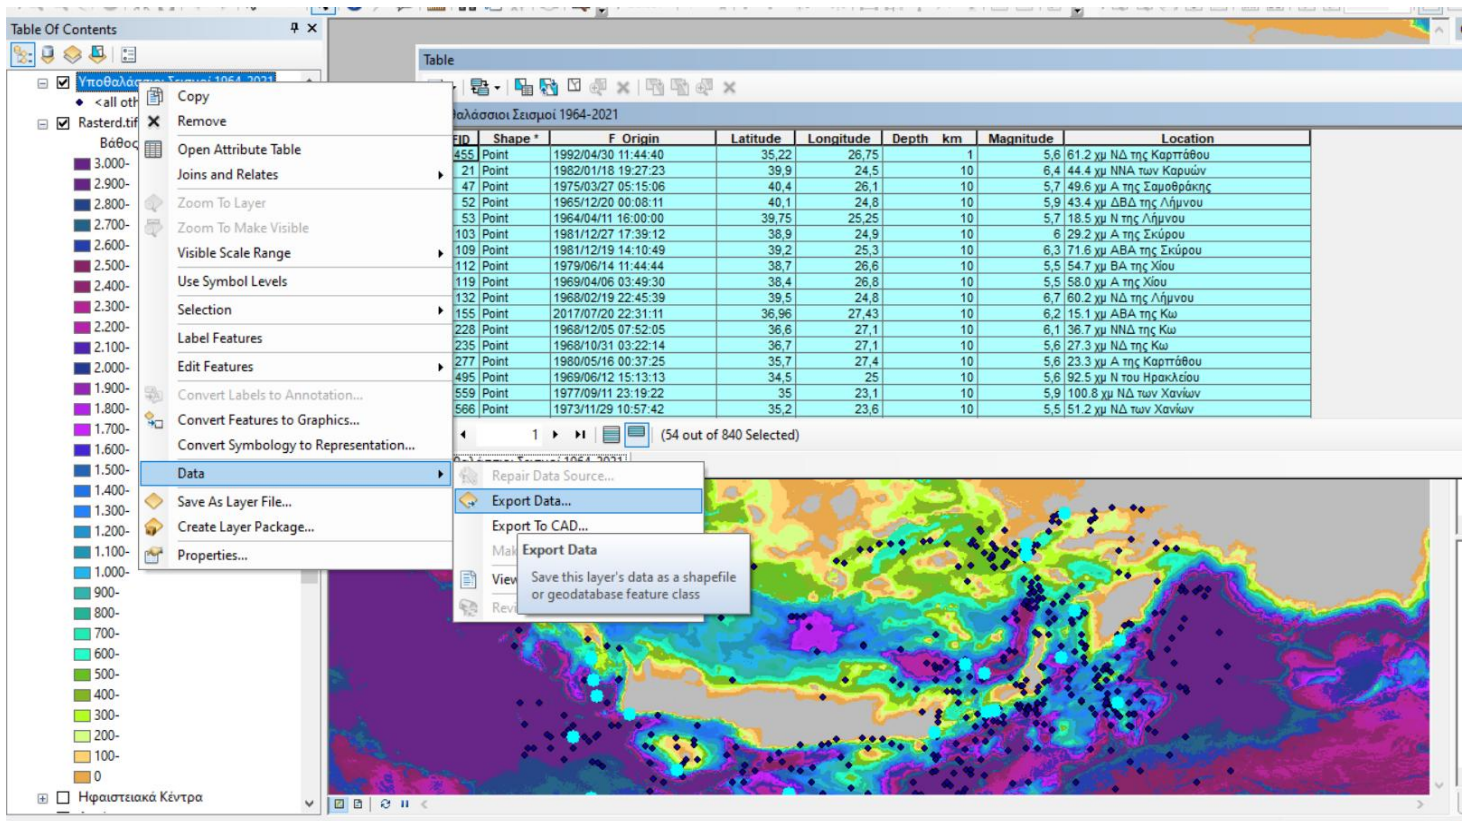 Table Of Contents
<all oth
Rasterd.tif
Βάθος
3.000-
2.900-
2.800-
2.700-
2.600-
2.500-
2.400-
2.300-
2.200-
2.100-
2.000-
1.900-
1.800-
1.700-
1.600-
1.500-
1.400-
1.300-
1.200-
1.100-
1.000-
900-
800-
700-
600-
500-
400-
300-
200-
100-
0
Ηφαιστειακά Κέντρα
Copy
Remove
Open Attribute Table
Joins and Relates
Zoom To Layer
Zoom To Make Visible
Visible Scale Range
Use Symbol Levels
Selection
Label Features
Edit Features
Convert Labels to Annotation...
Convert Features to Graphics...
Convert Symbology to Representation...
Data
Save As Layer File...
Create Layer Package...
Properties...
Repair Data Source...
Export Data...
Export To CAD...
Mak
View
Revi
Export Data
Save this layer's data as a shapefile
or geodatabase feature class
Table
θαλάσσιοι Σεισμοί 1964-2021
FID Shape * F_Origin Latitude Longitude Depth km Magnitude Location
455 Point 1992/04/30 11:44:40 35,22 26,75 1 5,6 61.2 χμ ΝΔ της Καρπάθου
21 Point 1982/01/18 19:27:23 39,9 24,5 10 6,4 44.4 χμ ΝΝΑ των Καρυών
47 Point 1975/03/27 05:15:06 40,4 26,1 10 5,7 49.6 χμ Α της Σαμοθράκης
52 Point 1965/12/20 00:08:11 40,1 24,8 10 5,9 43.4 χμ ΔΒΔ της Λήμνου
53 Point 1964/04/11 16:00:00 39,75 25,25 10 5,7 18.5 χμ Ν της Λήμνου
103 Point 1981/12/27 17:39:12 38,9 24,9 10 6 29.2 χμ Α της Σκύρου
109 Point 1981/12/19 14:10:49 39,2 25,3 10 6,3 71.6 χμ ΑΒΑ της Σκύρου
112 Point 1979/06/14 11:44:44 38,7 26,6 10 5,5 54.7 χμ ΒΑ της Χίου
119 Point 1969/04/06 03:49:30 38,4 26,8 10 5,5 58.0 χμ Α της Χίου
132 Point 1968/02/19 22:45:39 39,5 24,8 10 6,7 60.2 χμ ΝΔ της Λήμνου
155 Point 2017/07/20 22:31:11 36,96 27,43 10 6,2 15.1 χμ ΑΒΑ της Κω
228 Point 1968/12/05 07:52:05 36,6 27,1 10 6,1 36.7 χμ ΝΝΔ της Κω
235 Point 1968/10/31 03:22:14 36,7 27,1 10 5,6 27.3 χμ ΝΔ της Κω
277 Point 1980/05/16 00:37:25 35,7 27,4 10 5,6 23.3 χμ Α της Καρπάθου
495 Point 1969/06/12 15:13:13 34,5 25 10 5,6 92.5 χμ Ν του Ηρακλείου
559 Point 1977/09/11 23:19:22 35 23,1 10 5,9 100.8 χμ ΝΔ των Χανίων
566 Point 1973/11/29 10:57:42 35,2 23,6 10 5,5 51.2 χμ ΝΔ των Χανίων
1 (54 out of 840 Selected)